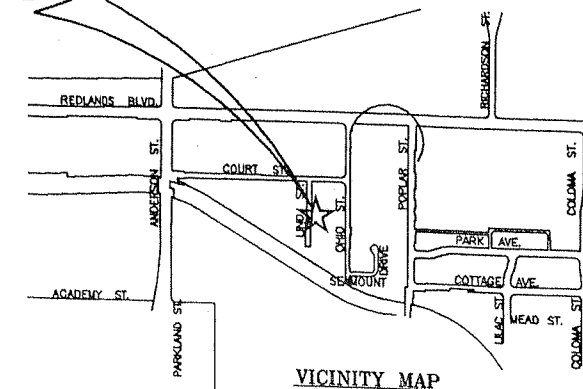 RICHARDSON ST.
REDLANDS BLVD.
ANDERSON ST.
COURT ST.
ST.
OHIO ST.
POPLAR ST.
COLOMA ST.
PARK AVE.
DRIVE
SEAMOUNT
COTTAGE AVE.
ACADEMY ST.
PARKLAND ST.
LILAC ST
MEAD ST.
COLOMA ST.
VICINITY MAP